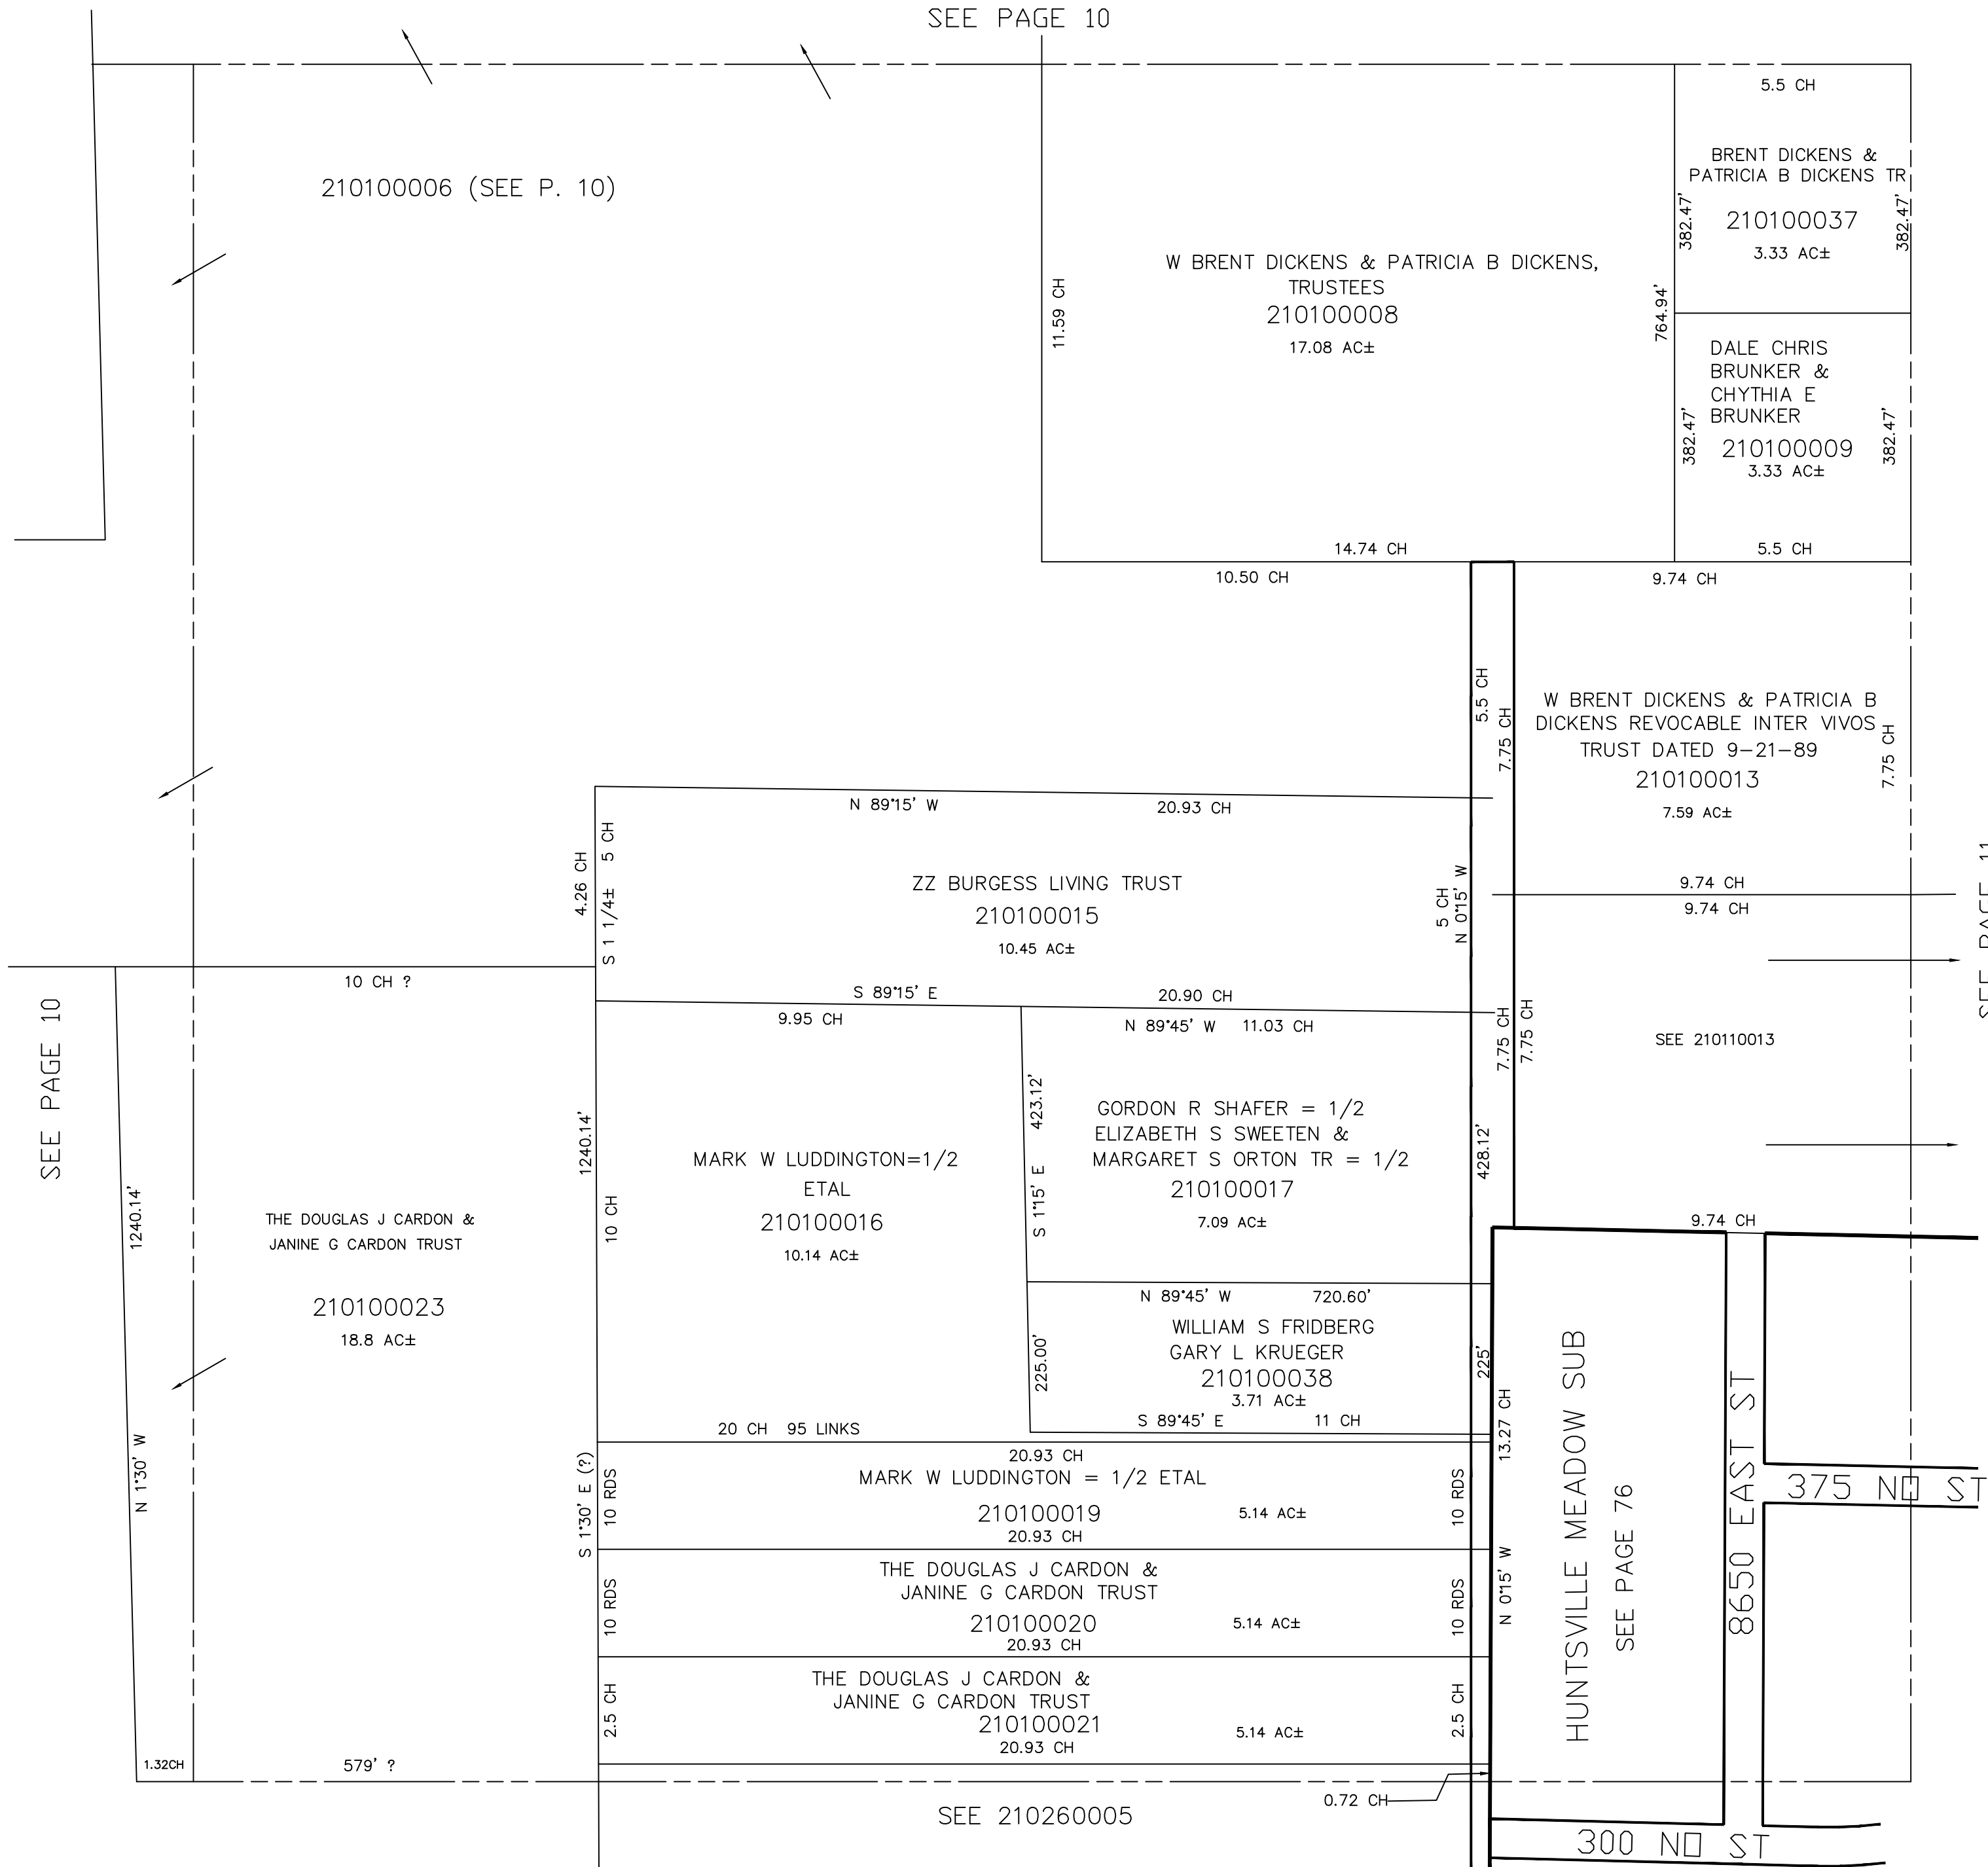 SEE PAGE 10
5.5 CH
BRENT DICKENS &
PATRICIA B DICKENS TR
210100037
3.33 AC±
382.47'
382.47'
210100006 (SEE P. 10)
W BRENT DICKENS & PATRICIA B DICKENS,
TRUSTEES
210100008
17.08 AC±
11.59 CH
764.94'
DALE CHRIS
BRUNKER &
CHYTHIA E
BRUNKER
210100009
3.33 AC±
382.47'
382.47'
14.74 CH
5.5 CH
10.50 CH
9.74 CH
5.5 CH
7.75 CH
W BRENT DICKENS & PATRICIA B
DICKENS REVOCABLE INTER VIVOS
TRUST DATED 9-21-89
210100013
7.59 AC±
7.75 CH
N 89°15' W
20.93 CH
4.26 CH
S 1 1/4± 5 CH
ZZ BURGESS LIVING TRUST
210100015
10.45 AC±
5 CH
N 0°15' W
9.74 CH
9.74 CH
SEE PAGE 11
10 CH ?
S 89°15' E
20.90 CH
9.95 CH
N 89°45' W 11.03 CH
7.75 CH
7.75 CH
SEE 210110013
SEE PAGE 10
1240.14'
N 1°30' W
THE DOUGLAS J CARDON &
JANINE G CARDON TRUST
210100023
18.8 AC±
1240.14'
10 CH
MARK W LUDDINGTON=1/2
ETAL
210100016
10.14 AC±
S 1°15' E 423.12'
GORDON R SHAFER = 1/2
ELIZABETH S SWEETEN &
MARGARET S ORTON TR = 1/2
210100017
7.09 AC±
428.12'
9.74 CH
N 89°45' W 720.60'
WILLIAM S FRIDBERG
GARY L KRUEGER
210100038
3.71 AC±
225.00'
225'
S 89°45' E 11 CH
13.27 CH
N 0°15' W
HUNTSVILLE MEADOW SUB
SEE PAGE 76
8650 EAST ST
375 NO ST
20 CH 95 LINKS
20.93 CH
S 1°30' E (?)
10 RDS
MARK W LUDDINGTON = 1/2 ETAL
210100019
5.14 AC±
10 RDS
20.93 CH
10 RDS
THE DOUGLAS J CARDON &
JANINE G CARDON TRUST
210100020
5.14 AC±
10 RDS
20.93 CH
2.5 CH
THE DOUGLAS J CARDON &
JANINE G CARDON TRUST
210100021
5.14 AC±
2.5 CH
20.93 CH
1.32CH
579' ?
0.72 CH
SEE 210260005
300 NO ST